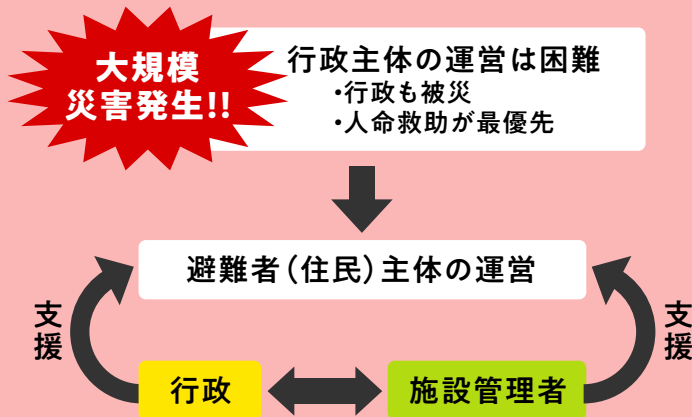 大規模
災害発生!!
行政主体の運営は困難
・行政も被災
・人命救助が最優先
避難者(住民)主体の運営
支援
支援
行政
施設管理者